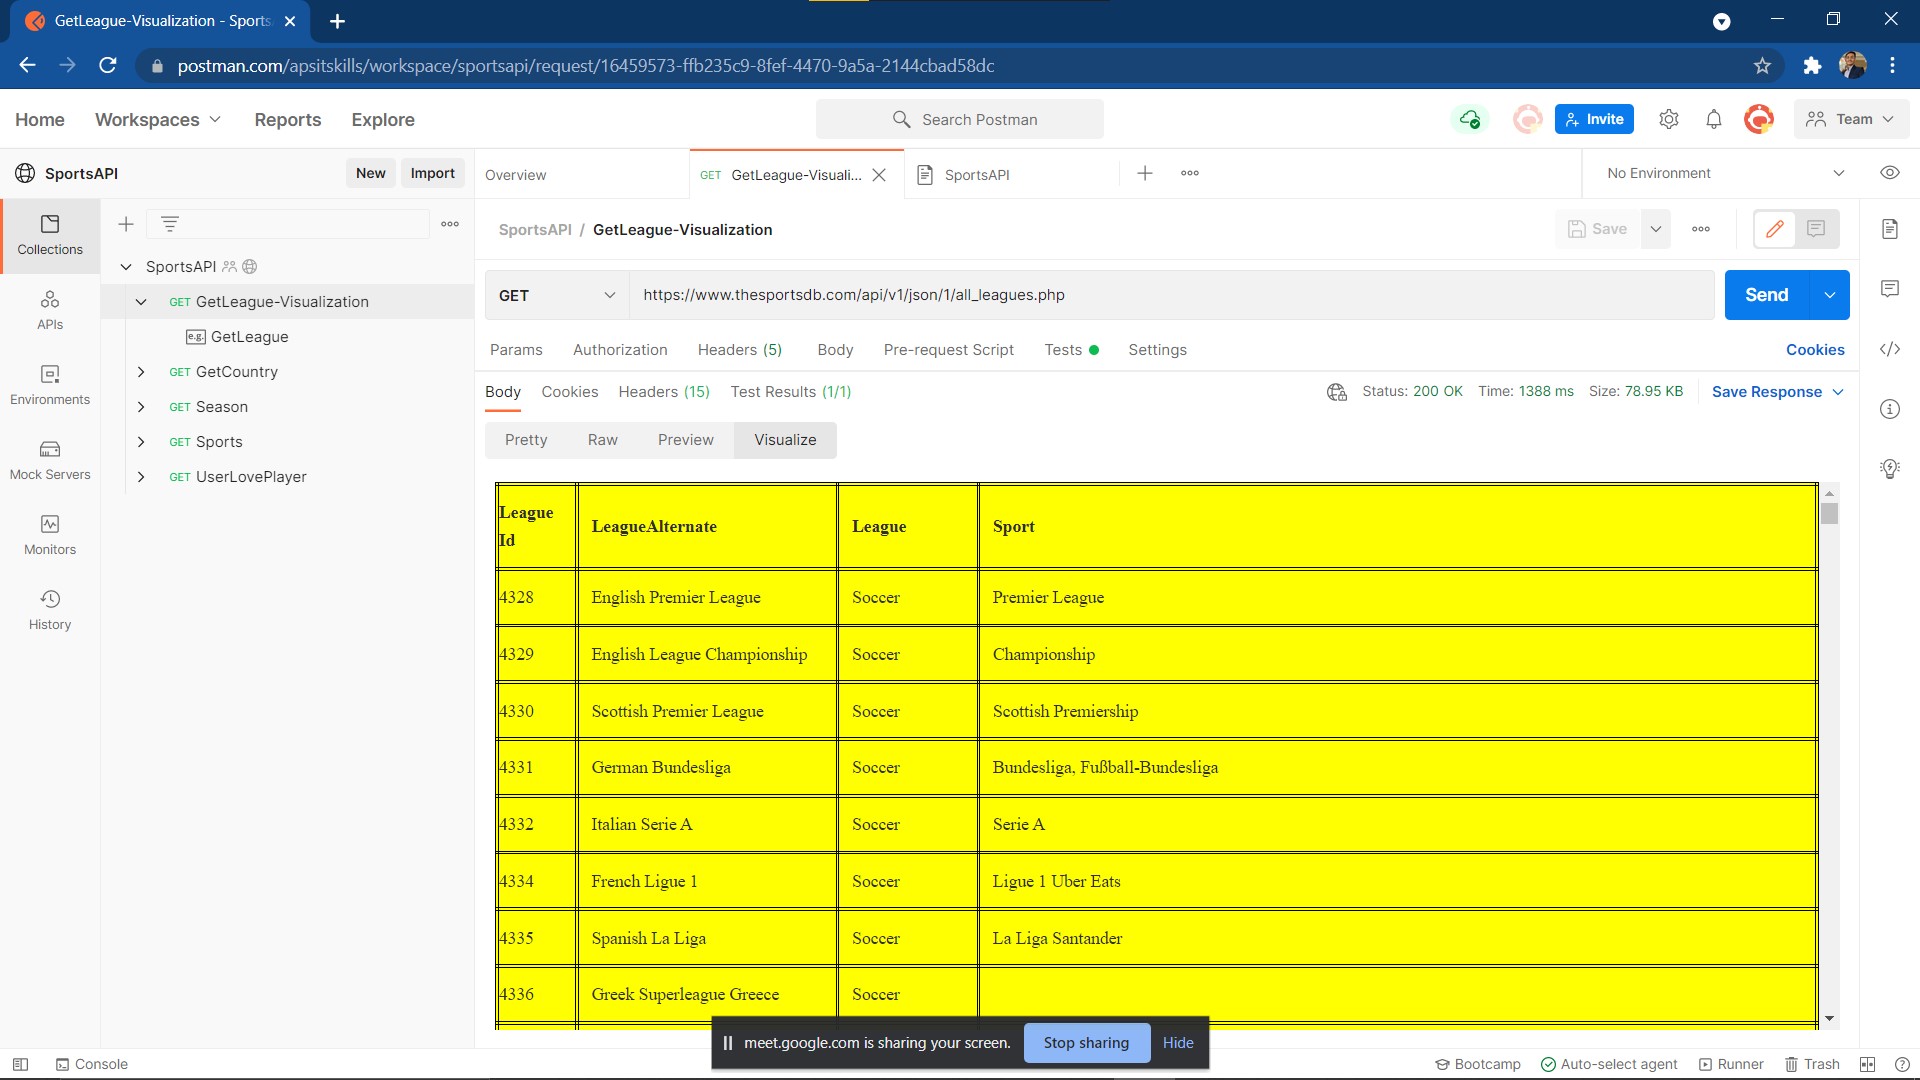 GetLeague-Visualization - Sports
postman.com/apsitskills/workspace/sportsapi/request/16459573-ffb235c9-8fef-4470-9a5a-2144cbad58dc
Home Workspaces Reports Explore Search Postman Invite Team
SportsAPI New Import Overview GET GetLeague-Visuali... SportsAPI No Environment
Collections
SportsAPI / GetLeague-Visualization Save
SportsAPI
GET GetLeague-Visualization
e.g. GetLeague
GET GetCountry
GET Season
GET Sports
GET UserLovePlayer
APIs
Environments
Mock Servers
Monitors
History
GET https://www.thesportsdb.com/api/v1/json/1/all_leagues.php Send
Params Authorization Headers (5) Body Pre-request Script Tests Settings Cookies
Body Cookies Headers (15) Test Results (1/1) Status: 200 OK Time: 1388 ms Size: 78.95 KB Save Response
Pretty Raw Preview Visualize
League Id LeagueAlternate League Sport
4328 English Premier League Soccer Premier League
4329 English League Championship Soccer Championship
4330 Scottish Premier League Soccer Scottish Premiership
4331 German Bundesliga Soccer Bundesliga, Fußball-Bundesliga
4332 Italian Serie A Soccer Serie A
4334 French Ligue 1 Soccer Ligue 1 Uber Eats
4335 Spanish La Liga Soccer La Liga Santander
4336 Greek Superleague Greece Soccer
meet.google.com is sharing your screen. Stop sharing Hide
Console Bootcamp Auto-select agent Runner Trash